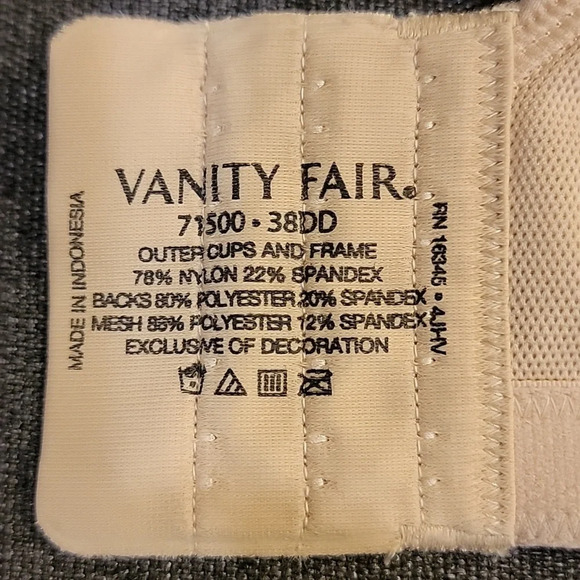 VANITY FAIR®
71500 • 38DD
OUTER CUPS AND FRAME
78% NYLON 22% SPANDEX
BACKS 80% POLYESTER 20% SPANDEX
MESH 88% POLYESTER 12% SPANDEX
EXCLUSIVE OF DECORATION
MADE IN INDONESIA
RN 16345 • 4JHV